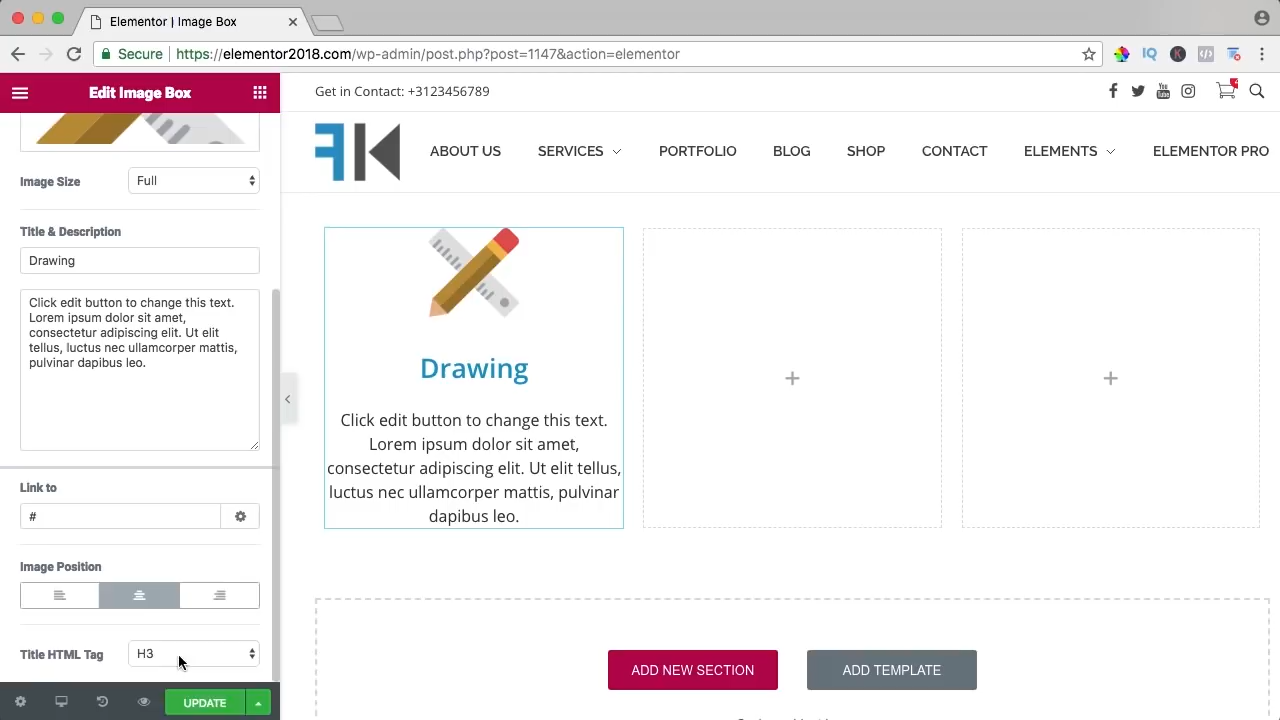 Elementor | Image Box
Secure | https://elementor2018.com/wp-admin/post.php?post=1147&action=elementor
Edit Image Box
Get in Contact: +3123456789
ABOUT US SERVICES PORTFOLIO BLOG SHOP CONTACT ELEMENTS ELEMENTOR PRO
Image Size Full
Title & Description
Drawing
Click edit button to change this text.
Lorem ipsum dolor sit amet,
consectetur adipiscing elit. Ut elit
tellus, luctus nec ullamcorper mattis,
pulvinar dapibus leo.
Link to
#
Image Position
Title HTML Tag H3
UPDATE
Drawing
Click edit button to change this text.
Lorem ipsum dolor sit amet,
consectetur adipiscing elit. Ut elit tellus,
luctus nec ullamcorper mattis, pulvinar
dapibus leo.
ADD NEW SECTION ADD TEMPLATE